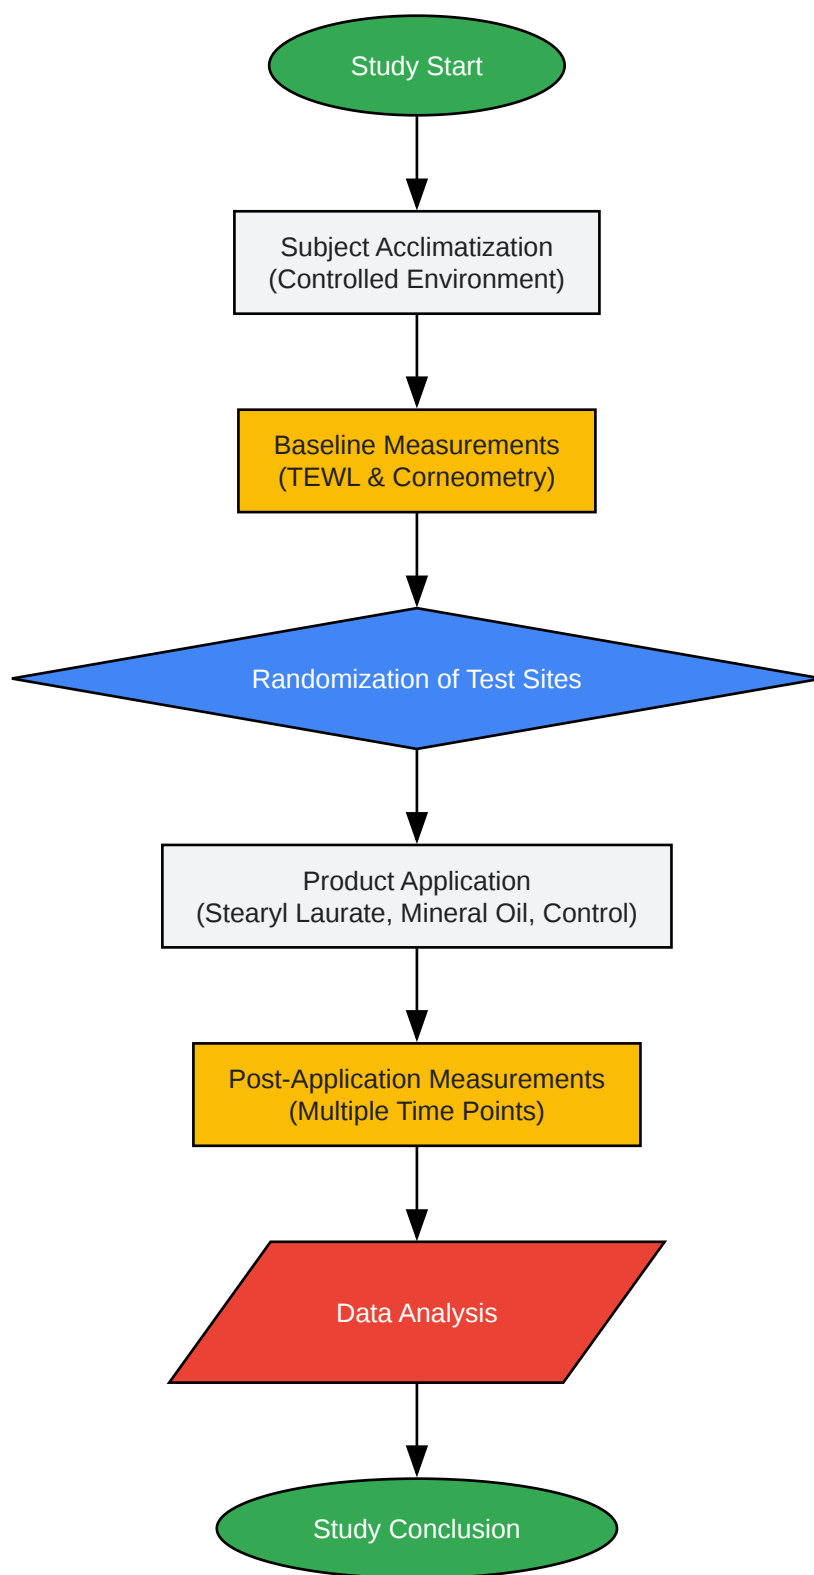 Study Start
Subject Acclimatization
(Controlled Environment)
Baseline Measurements
(TEWL & Corneometry)
Randomization of Test Sites
Product Application
(Stearyl Laurate, Mineral Oil, Control)
Post-Application Measurements
(Multiple Time Points)
Data Analysis
Study Conclusion